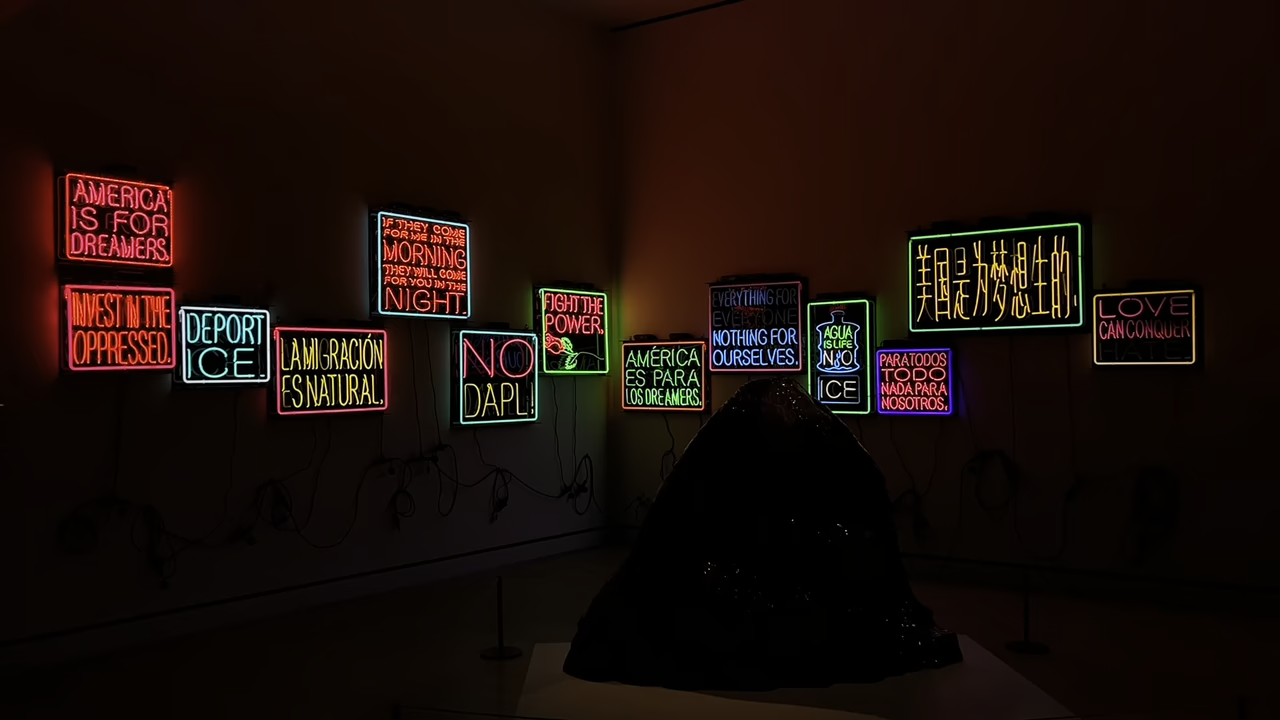 AMERICA
IS FOR
DREAMERS.
INVEST IN THE
OPPRESSED.
DEPORT
ICE!
LA MIGRACIÓN
ES NATURAL.
IF THEY COME
FOR ME IN THE
MORNING
THEY WILL COME
FOR YOU IN THE
NIGHT.
NO
DAPL!
FIGHT THE
POWER.
AMÉRICA
ES PARA
LOS DREAMERS.
EVERYTHING FOR
EVERYONE
NOTHING FOR
OURSELVES.
AGUA
IS LIFE
NO
ICE
PARA TODOS
TODO
NADA PARA
NOSOTROS.
美国是为梦想生的.
LOVE
CAN CONQUER
HATE